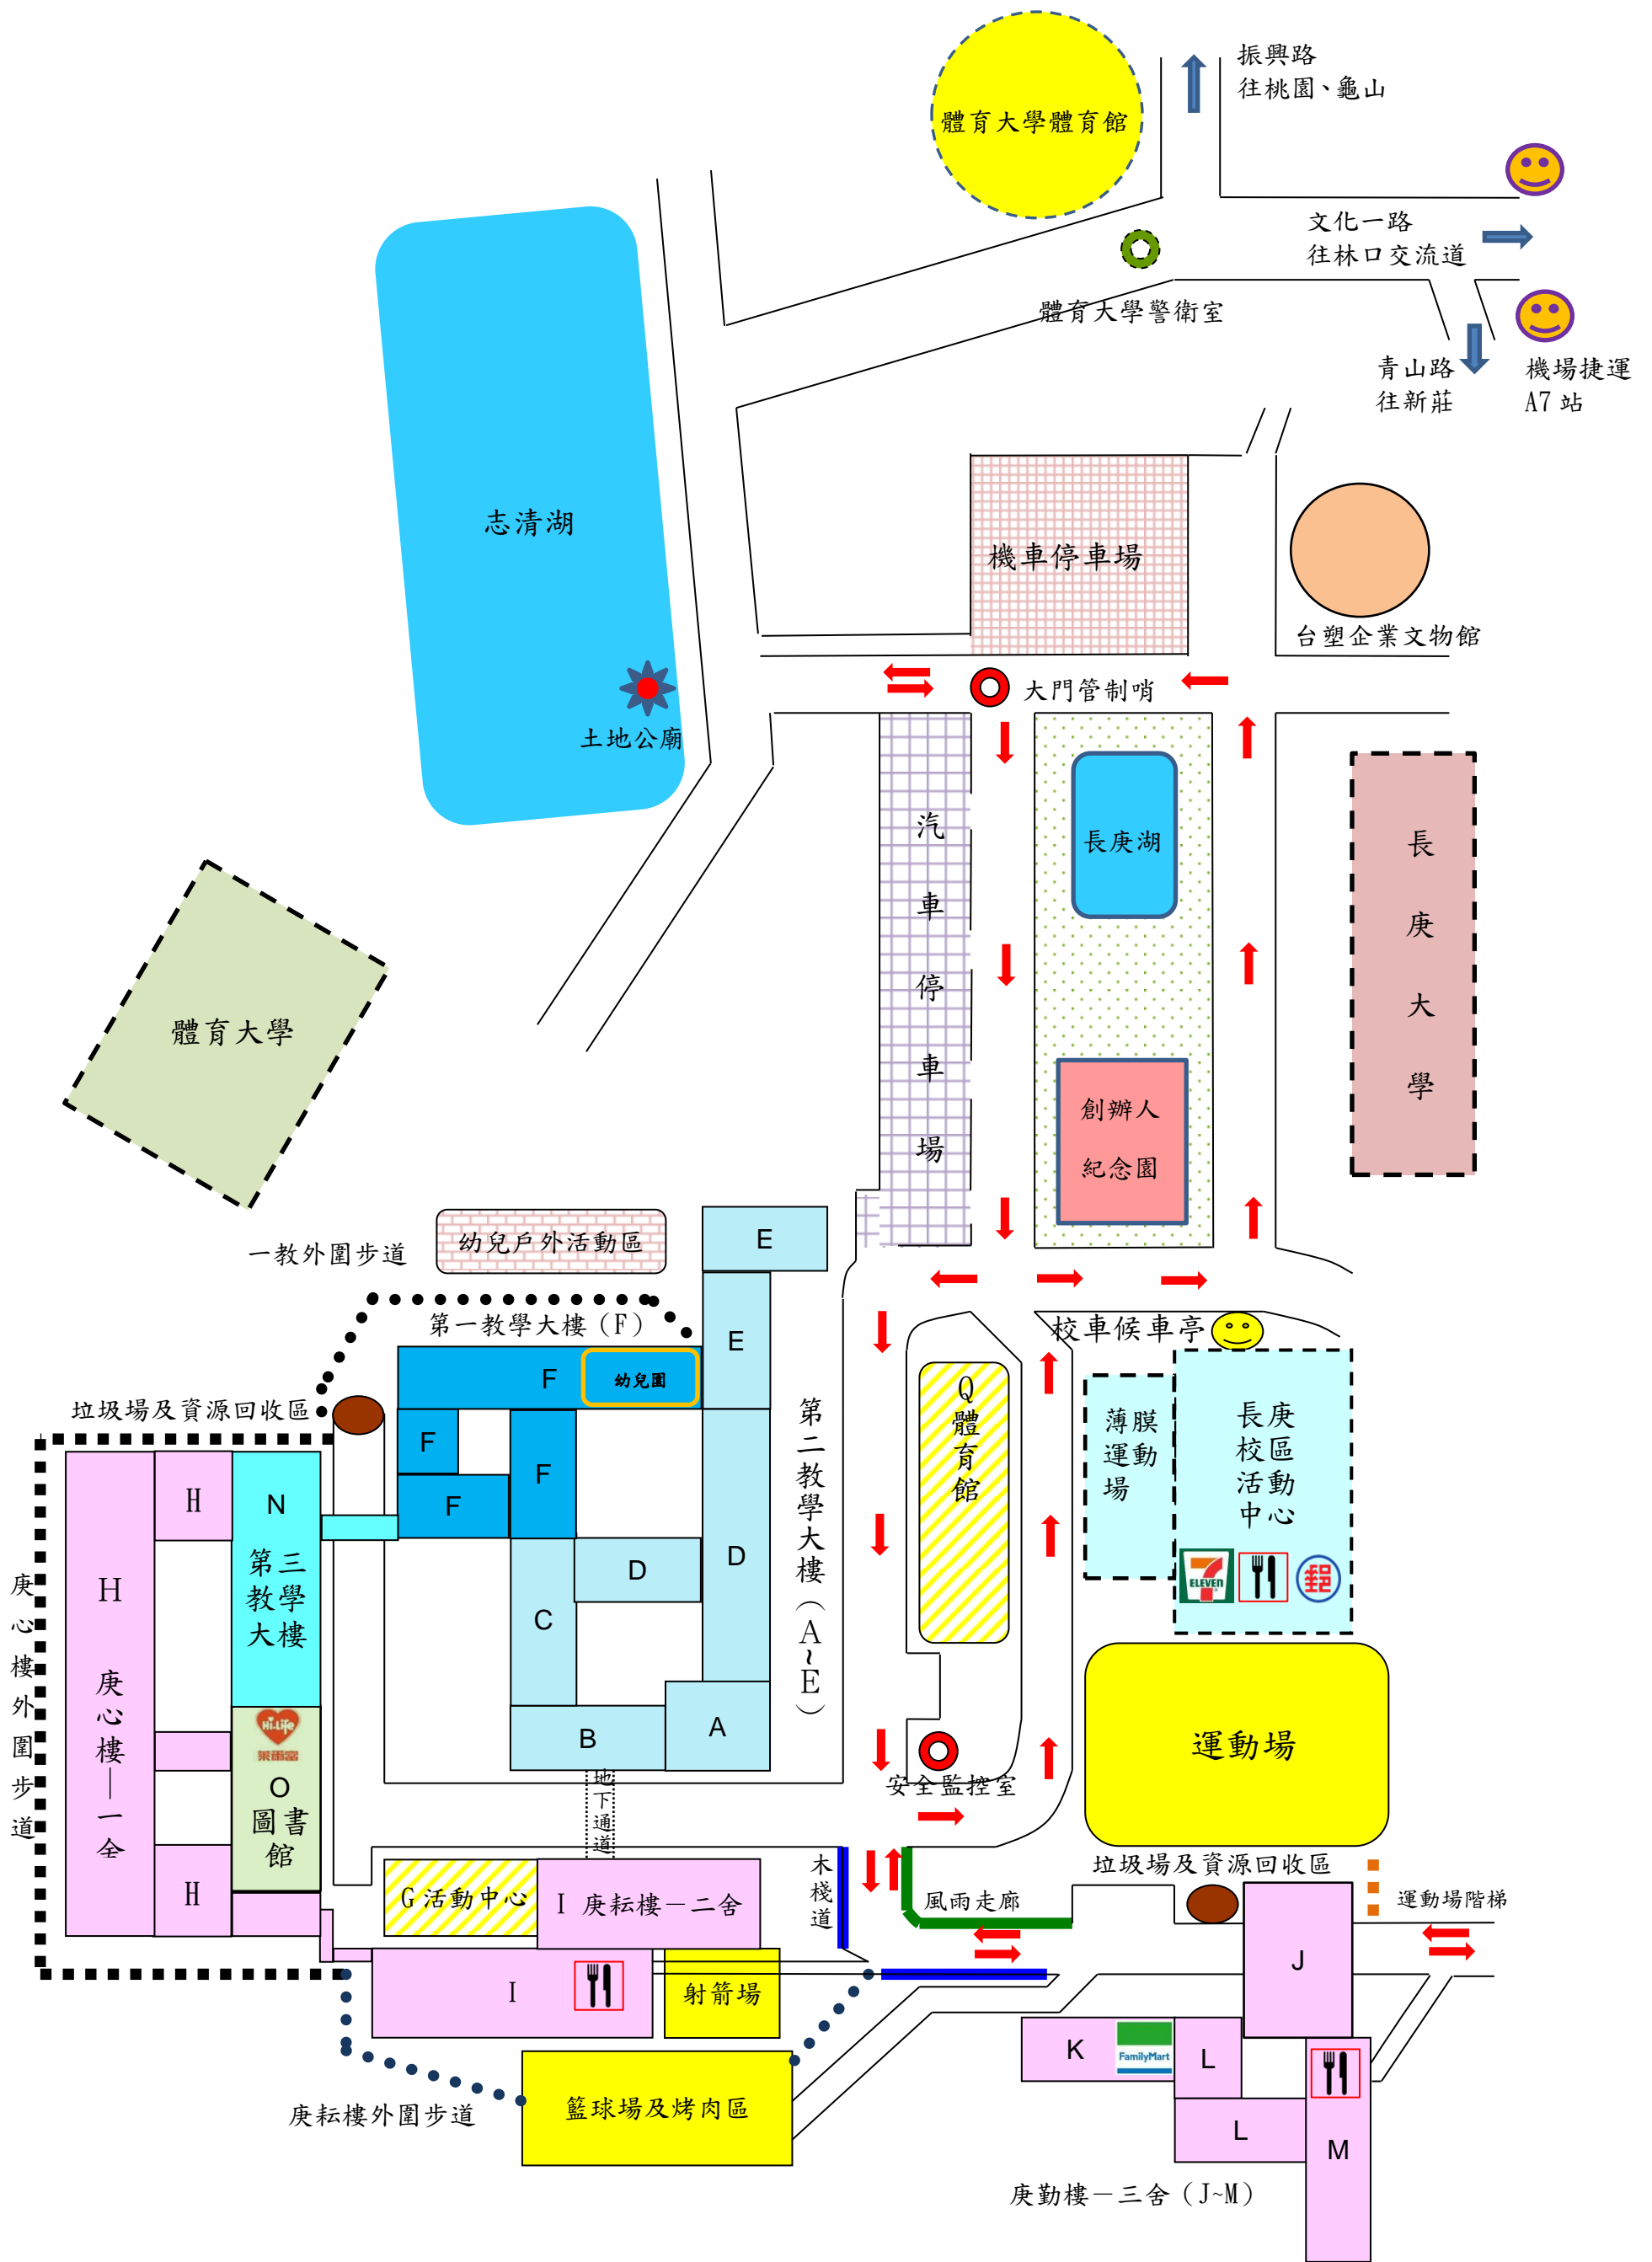 振興路
往桃園、龜山
體育大學體育館
文化一路
往林口交流道
體育大學警衛室
青山路
往新莊
機場捷運
A7 站
志清湖
機車停車場
台塑企業文物館
大門管制哨
土地公廟
汽車停車場
長庚湖
長庚大學
體育大學
創辦人
紀念園
幼兒戶外活動區
一教外圍步道
E
第一教學大樓(F)
校車候車亭
E
F
幼兒園
垃圾場及資源回收區
第二教學大樓(A~E)
Q
體育館
薄膜
運動
場
長庚
校區
活動
中心
F
F
F
H
N
第三
教學
大樓
D
D
7
ELEVEN
郵
H
庚心樓—一舍
庚心樓外圍步道
C
A
B
Hi-Life
萊爾富
O
圖書
館
運動場
安全監控室
地下通道
H
G 活動中心
I 庚耘樓－二舍
木棧道
風雨走廊
垃圾場及資源回收區
運動場階梯
J
I
射箭場
K
FamilyMart
L
庚耘樓外圍步道
籃球場及烤肉區
L
M
庚勤樓－三舍(J~M)